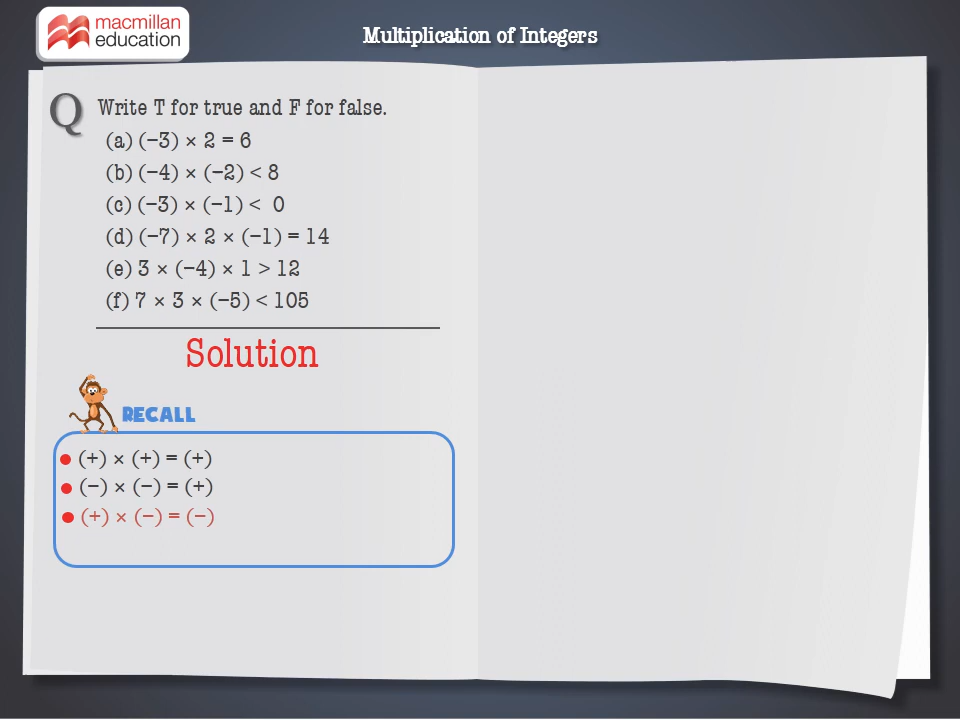 macmillan
education
Multiplication of Integers
Q Write T for true and F for false.
(a) (−3) × 2 = 6
(b) (−4) × (−2) < 8
(c) (−3) × (−1) < 0
(d) (−7) × 2 × (−1) = 14
(e) 3 × (−4) × 1 > 12
(f) 7 × 3 × (−5) < 105
Solution
RECALL
• (+) × (+) = (+)
• (−) × (−) = (+)
• (+) × (−) = (−)